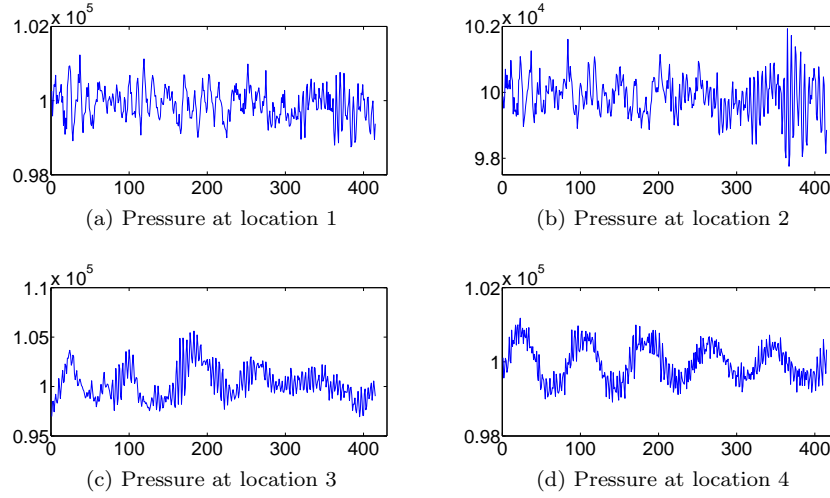 x 10^5
1.02
1
0.98
0 100 200 300 400
(a) Pressure at location 1
x 10^4
10.2
10
9.8
0 100 200 300 400
(b) Pressure at location 2
x 10^5
1.1
1.05
1
0.95
0 100 200 300 400
(c) Pressure at location 3
x 10^5
1.02
1
0.98
0 100 200 300 400
(d) Pressure at location 4